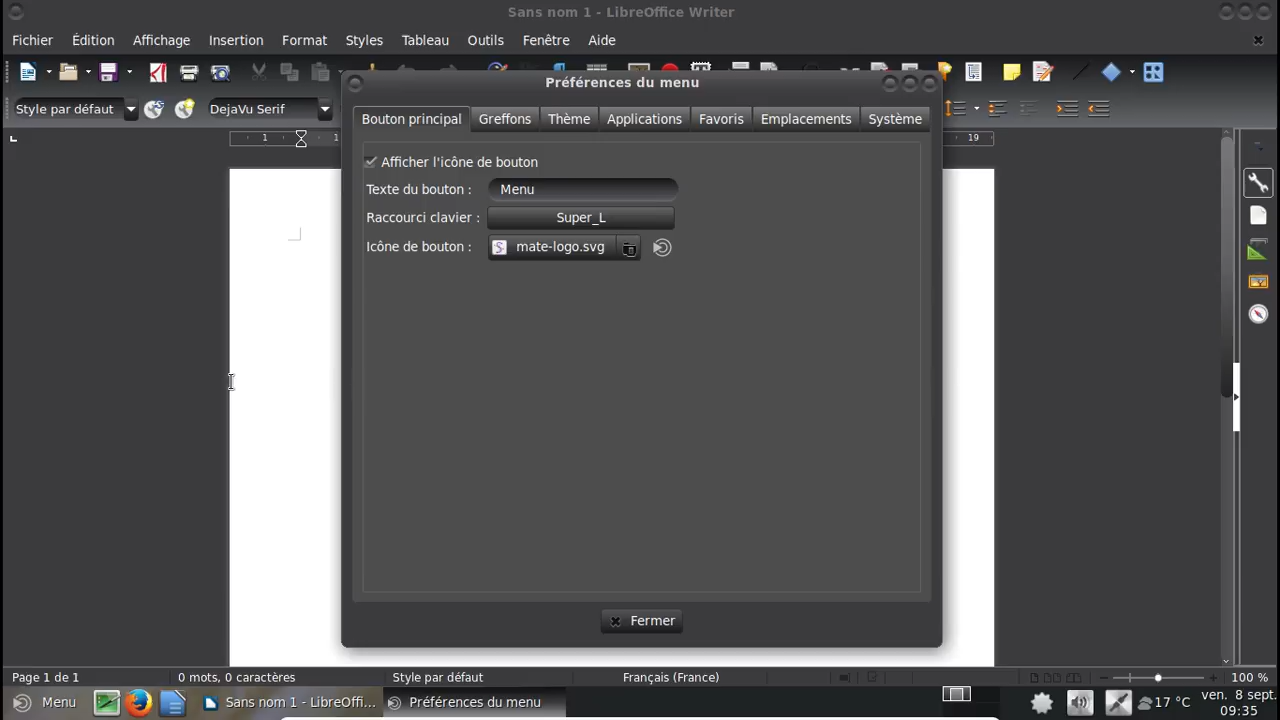 Sans nom 1 - LibreOffice Writer
Fichier Édition Affichage Insertion Format Styles Tableau Outils Fenêtre Aide
Préférences du menu
Style par défaut DejaVu Serif
Bouton principal Greffons Thème Applications Favoris Emplacements Système
1 1 19
Afficher l'icône de bouton
Texte du bouton : Menu
Raccourci clavier : Super_L
Icône de bouton : mate-logo.svg
Fermer
Page 1 de 1 0 mots, 0 caractères Style par défaut Français (France) 100 %
Menu Sans nom 1 - LibreOffi... Préférences du menu 17 °C ven. 8 sept.
09:35